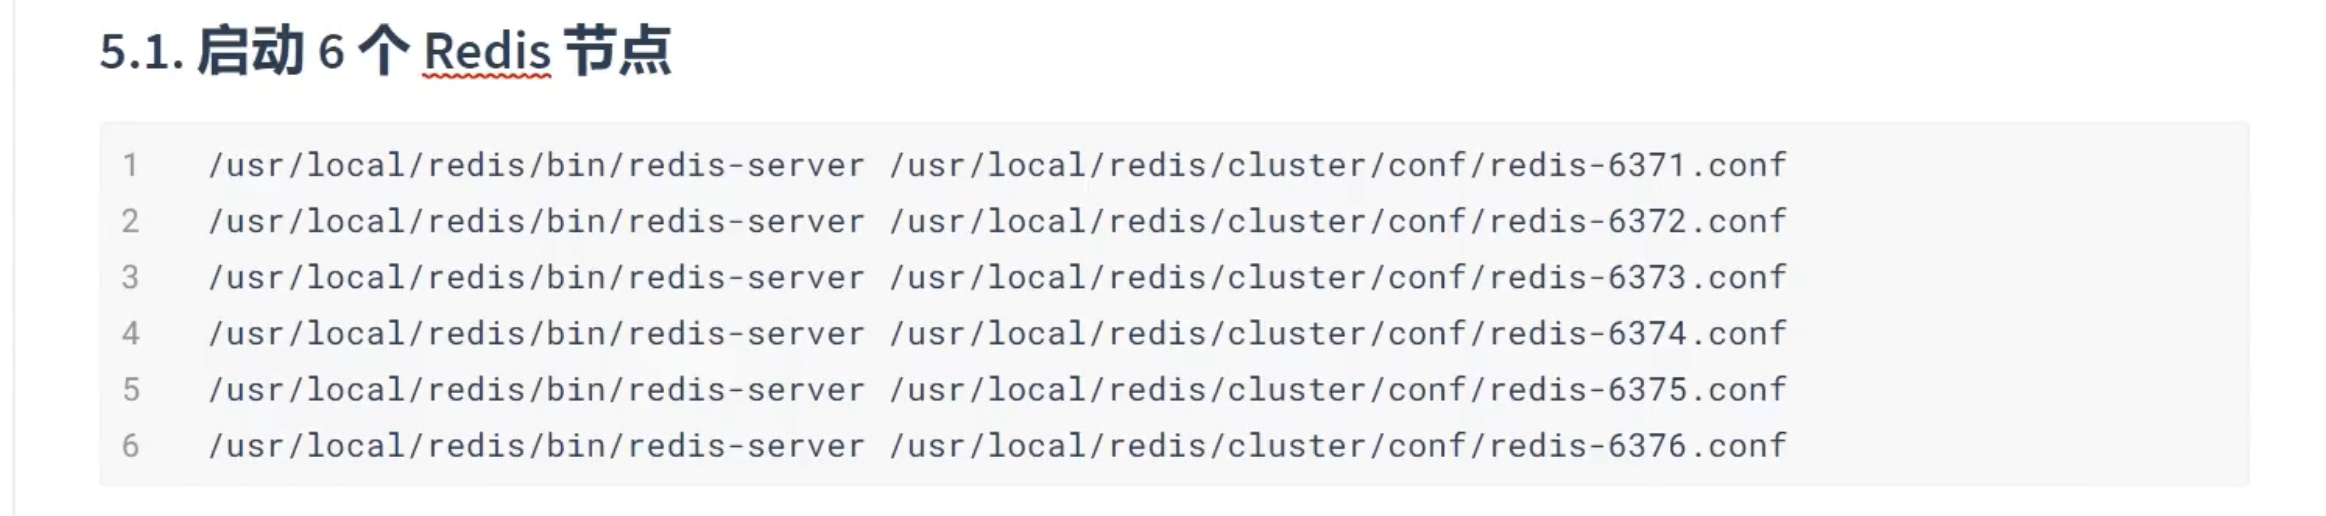 5.1. 启动 6 个 Redis 节点
1 /usr/local/redis/bin/redis-server /usr/local/redis/cluster/conf/redis-6371.conf
2 /usr/local/redis/bin/redis-server /usr/local/redis/cluster/conf/redis-6372.conf
3 /usr/local/redis/bin/redis-server /usr/local/redis/cluster/conf/redis-6373.conf
4 /usr/local/redis/bin/redis-server /usr/local/redis/cluster/conf/redis-6374.conf
5 /usr/local/redis/bin/redis-server /usr/local/redis/cluster/conf/redis-6375.conf
6 /usr/local/redis/bin/redis-server /usr/local/redis/cluster/conf/redis-6376.conf